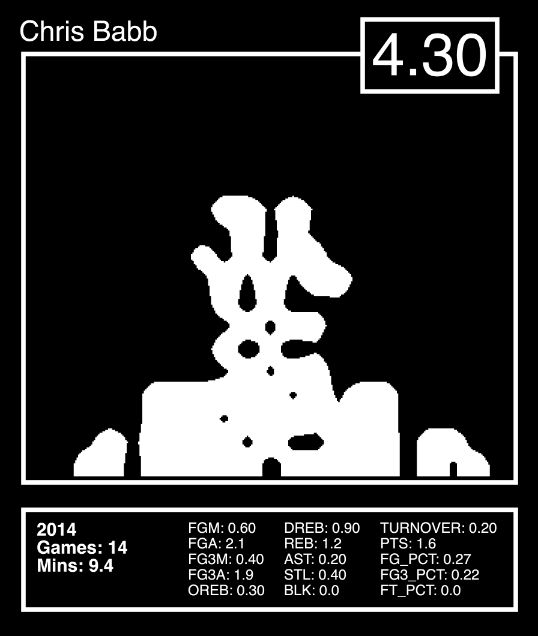 Chris Babb
4.30
2014
Games: 14
Mins: 9.4
FGM: 0.60
FGA: 2.1
FG3M: 0.40
FG3A: 1.9
OREB: 0.30
DREB: 0.90
REB: 1.2
AST: 0.20
STL: 0.40
BLK: 0.0
TURNOVER: 0.20
PTS: 1.6
FG_PCT: 0.27
FG3_PCT: 0.22
FT_PCT: 0.0